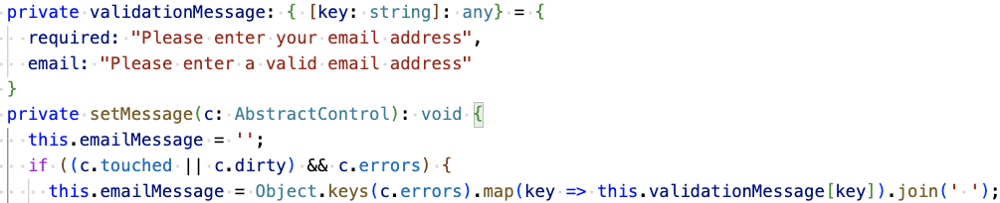 private validationMessage: { [key: string]: any} = {
  required: "Please enter your email address",
  email: "Please enter a valid email address"
}
private setMessage(c: AbstractControl): void {
  this.emailMessage = '';
  if ((c.touched || c.dirty) && c.errors) {
    this.emailMessage = Object.keys(c.errors).map(key => this.validationMessage[key]).join(' ');